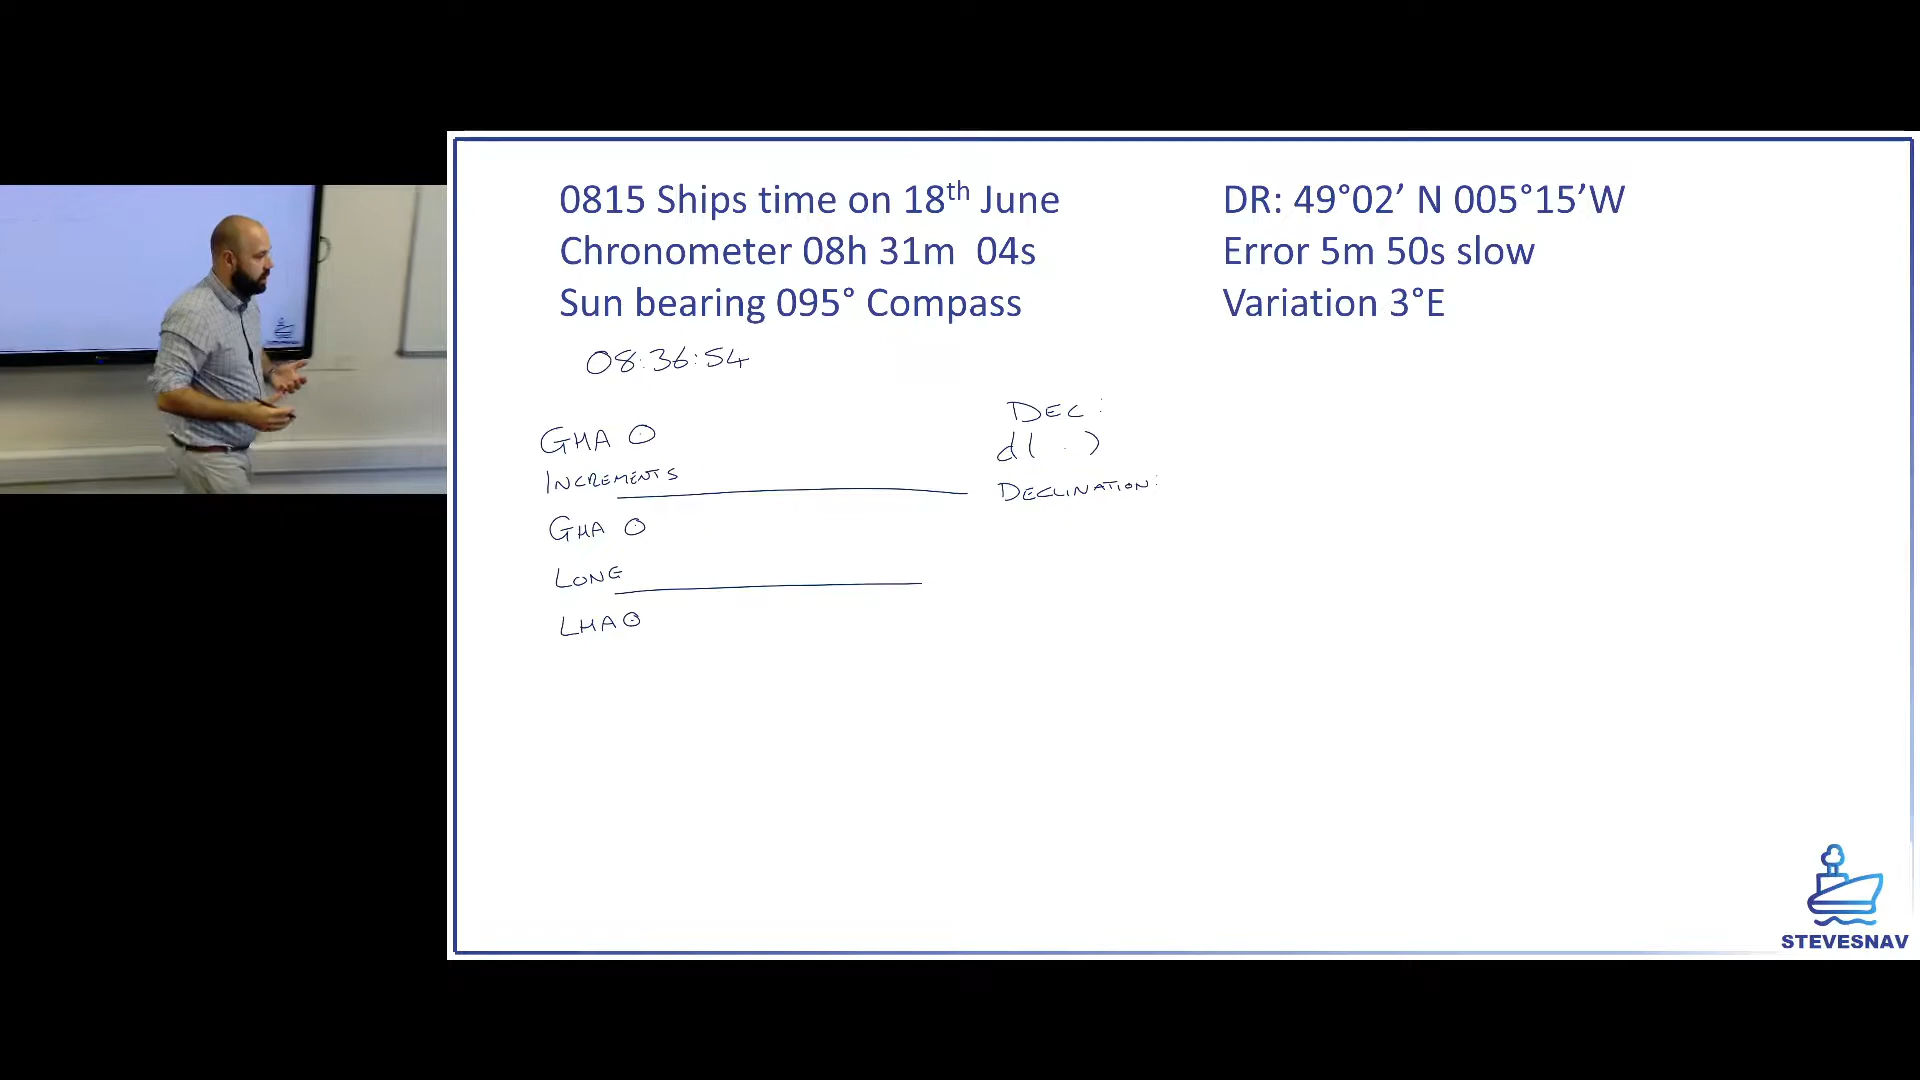 0815 Ships time on 18th June
DR: 49°02’ N 005°15’W
Chronometer 08h 31m 04s
Error 5m 50s slow
Sun bearing 095° Compass
Variation 3°E
08:36:54
GHA ⊙
INCREMENTS
GHA ⊙
LONG
LHA ⊙
DEC:
d( . )
DECLINATION:
STEVESNAV